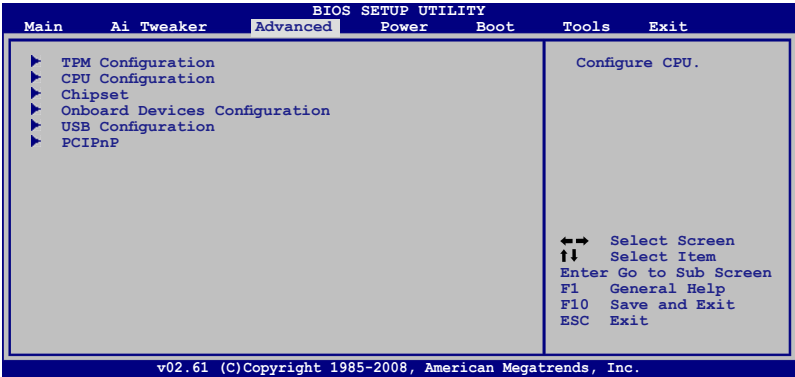 BIOS SETUP UTILITY
Main Ai Tweaker Advanced Power Boot Tools Exit
TPM Configuration
CPU Configuration
Chipset
Onboard Devices Configuration
USB Configuration
PCIPnP
Configure CPU.
←→ Select Screen
↑↓ Select Item
Enter Go to Sub Screen
F1 General Help
F10 Save and Exit
ESC Exit
v02.61 (C)Copyright 1985-2008, American Megatrends, Inc.